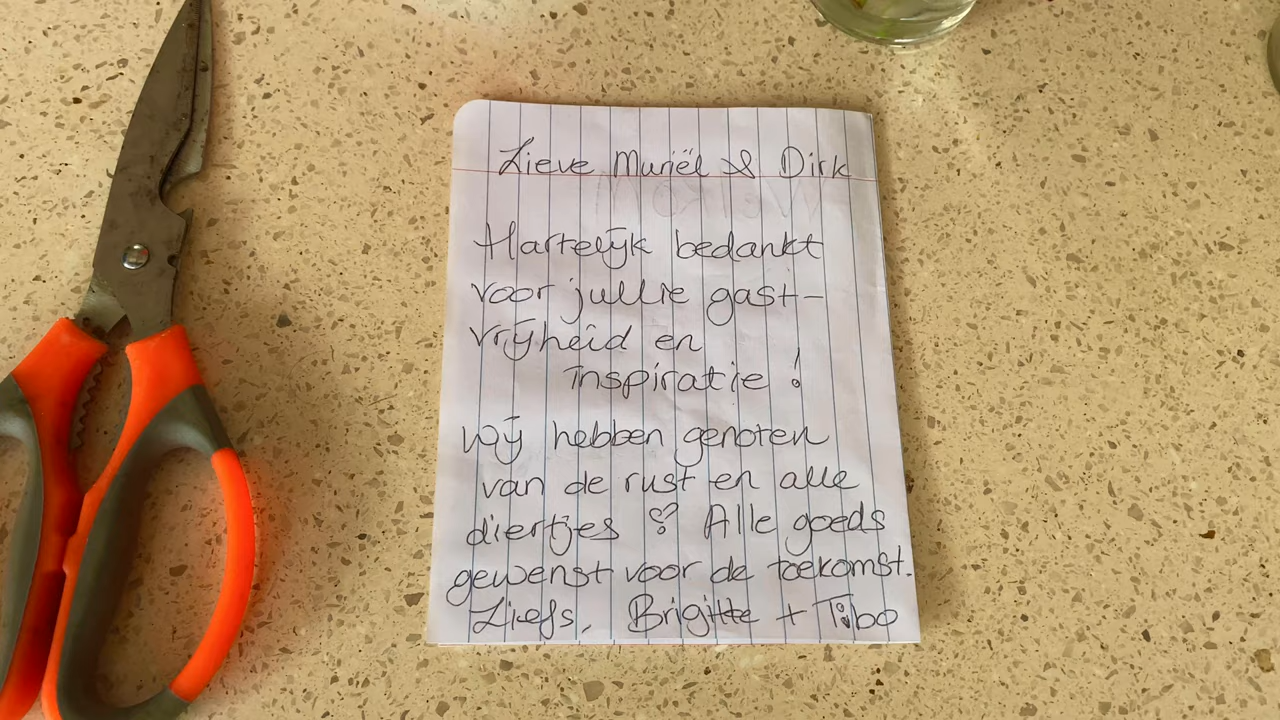 Lieve Muriël & Dirk
Hartelijk bedankt
voor jullie gast-
vrijheid en
inspiratie !
Wij hebben genoten
van de rust en alle
diertjes ♡ Alle goeds
gewenst voor de toekomst.
Liefs, Brigitte + Tibo